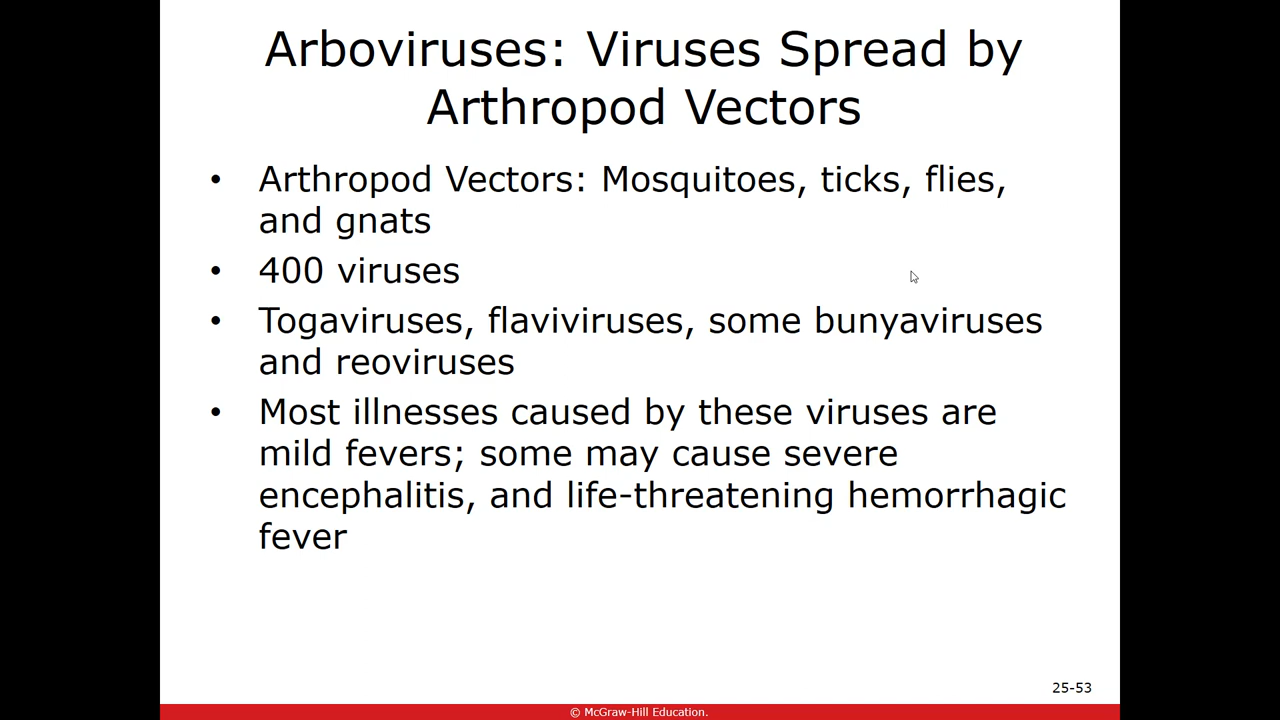 Arboviruses: Viruses Spread by
Arthropod Vectors
• Arthropod Vectors: Mosquitoes, ticks, flies,
and gnats
• 400 viruses
• Togaviruses, flaviviruses, some bunyaviruses
and reoviruses
• Most illnesses caused by these viruses are
mild fevers; some may cause severe
encephalitis, and life-threatening hemorrhagic
fever
25-53
© McGraw-Hill Education.